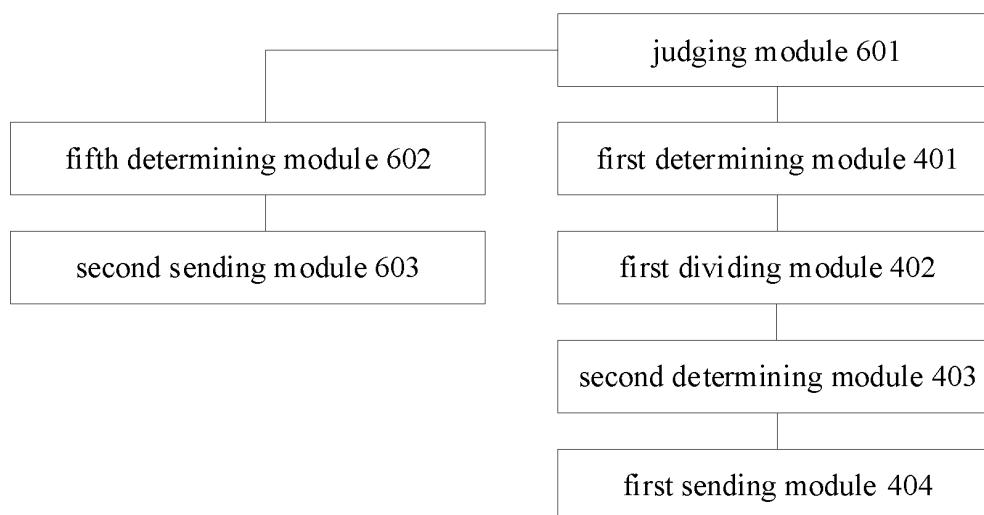 judging module 601
fifth determining module 602
first determining module 401
second sending module 603
first dividing module 402
second determining module 403
first sending module 404